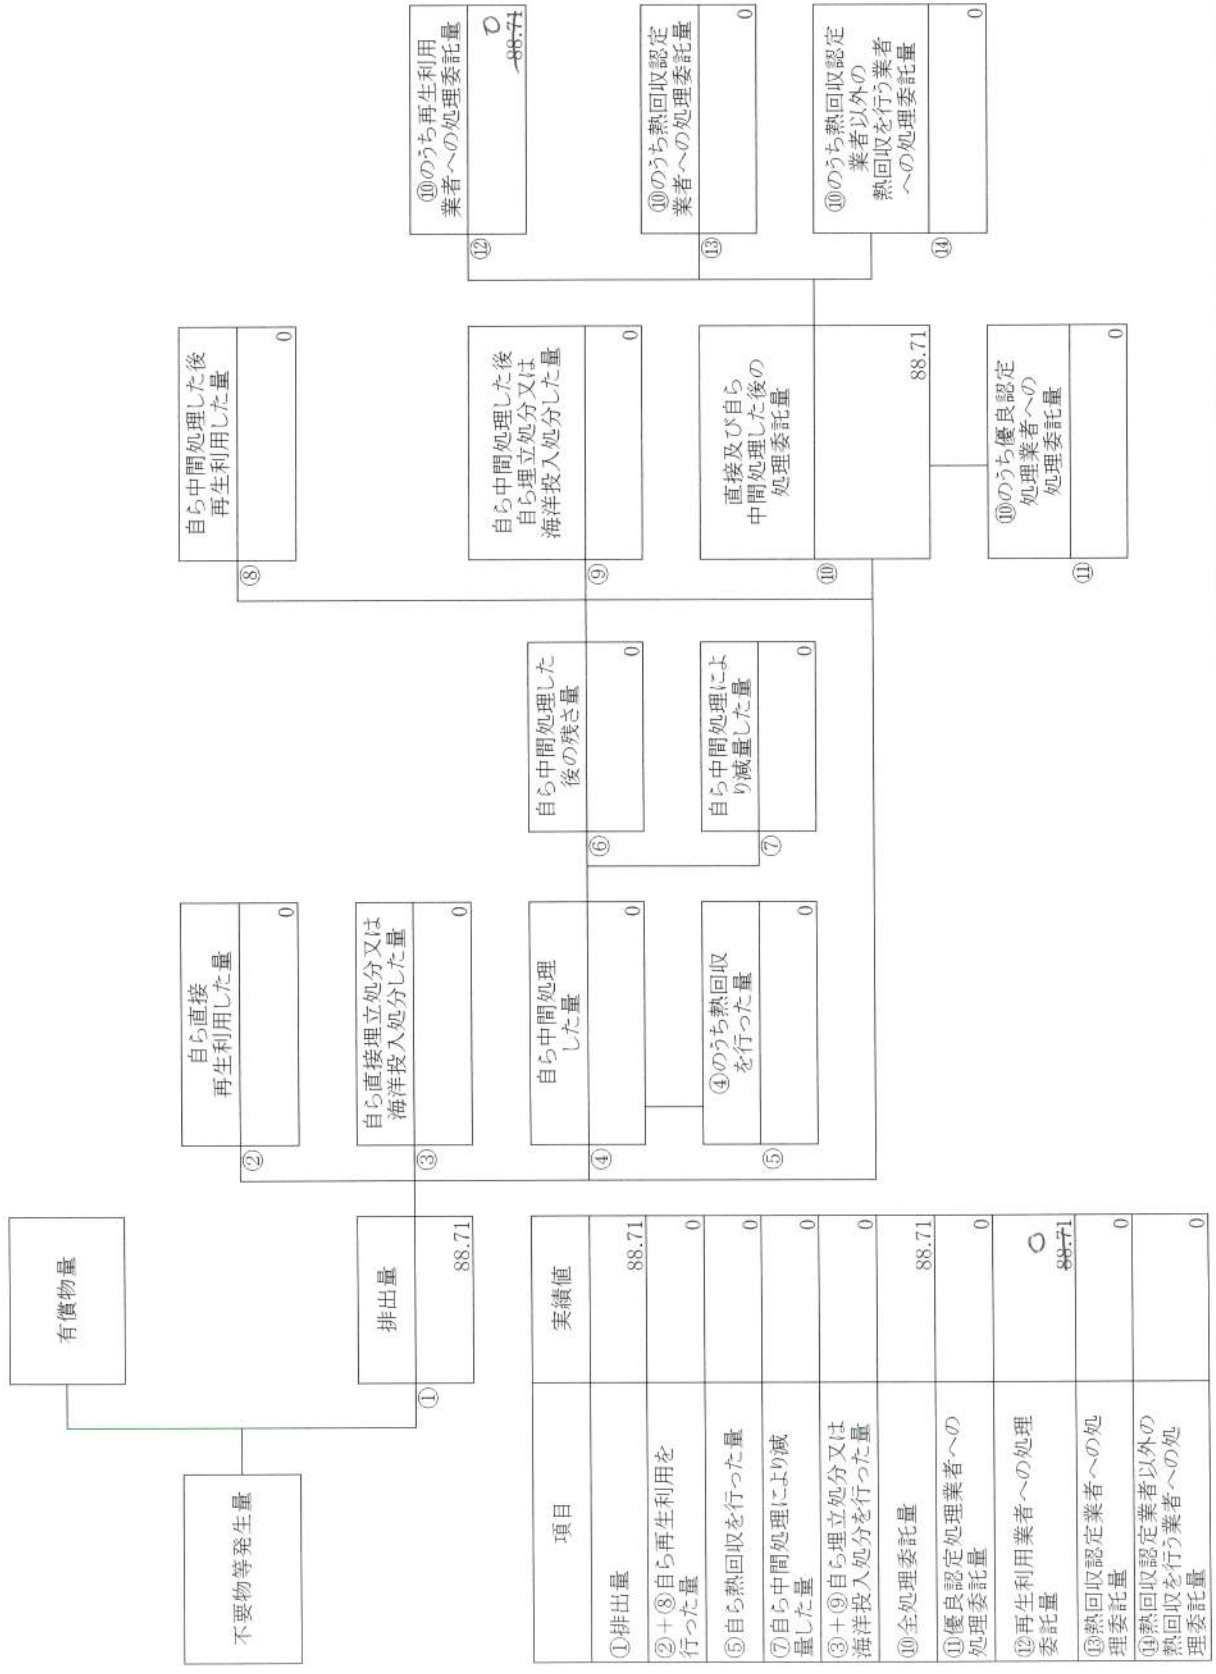 不要物等発生量
有償物量
①
排出量
88.71
②
自ら直接
再生利用した量
0
③
自ら直接埋立処分又は
海洋投入処分した量
0
④
自ら中間処理
した量
0
⑤
④のうち熱回収
を行った量
0
⑥
自ら中間処理した
後の残さ量
0
⑦
自ら中間処理によ
り減量した量
0
⑧
自ら中間処理した後
再生利用した量
0
⑨
自ら中間処理した後
自ら埋立処分又は
海洋投入処分した量
0
⑩
直接及び自ら
中間処理した後の
処理委託量
88.71
⑪
⑩のうち優良認定
処理業者への
処理委託量
0
⑫
⑩のうち再生利用
業者への処理委託量
0
88.71
⑬
⑩のうち熱回収認定
業者への処理委託量
0
⑭
⑩のうち熱回収認定
業者以外の
熱回収を行う業者
への処理委託量
0
項目 実績値
①排出量 88.71
②+⑧自ら再生利用を
行った量 0
⑤自ら熱回収を行った量 0
⑦自ら中間処理により減
量した量 0
③+⑨自ら埋立処分又は
海洋投入処分を行った量 0
⑩全処理委託量 88.71
⑪優良認定処理業者への
処理委託量 0
⑫再生利用業者への処理
委託量 0
88.71
⑬熱回収認定業者への処
理委託量 0
⑭熱回収認定業者以外の
熱回収を行う業者への処
理委託量 0